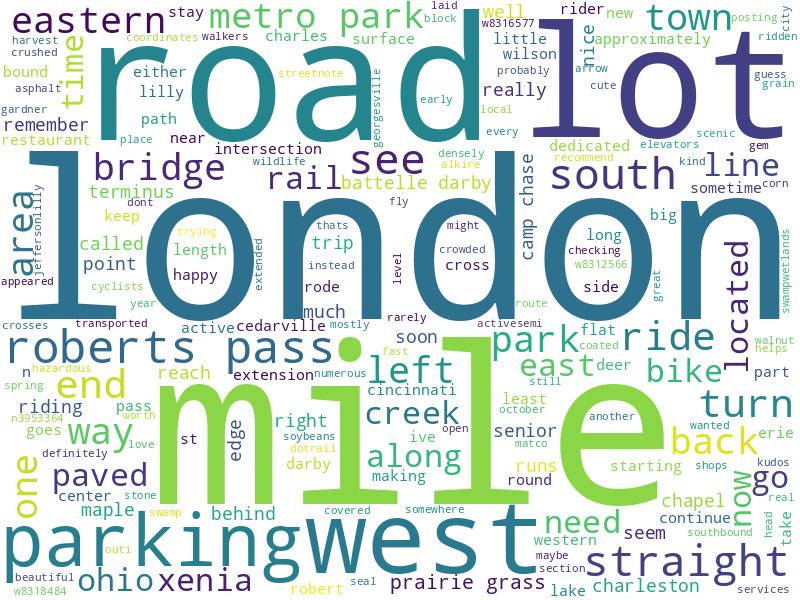 eastern stay metro park rider town
laid block charles surface well w8316577 new posting city
harvest coordinates walkers little nice approximately ridden
crushed time road lot
bound either streetnote wilson probably arrow guess
asphalt lilly georgesville early really local cute grain
gardner path place every scenic gem
remember near intersection see dedicated elevators
restaurant wildlife densely alkire recommend kind line
bridge rail battelle darby south sometime corn
area jeffersonlilly terminus dont fly camp chase big
keep trying thats might crowded long
called length extended trip instead level checking swampwetlands
point happy rode cross w8312566 great
appeared cyclists year much london side located
crosses transported mostly rarely activesemi route
active cedarville soon flat coated walnut
roberts pass park ride helps
n hazardous reach extension numerous left fast east deer bike part
spring end cincinnati still
n3953364 riding pass worth right creek least october another turn
goes way st edge soybeans ive open senior wanted erie
definitely love dotrail along matco shops back
one paved darby making runs starting kudos
center stone mile round now go
maple behind covered somewhere need chapel real
swamp western seem continue head take
parking west southbound
outi maybe section straight
beautiful ohio xenia robert seal prairie grass lake charleston services
w8318484